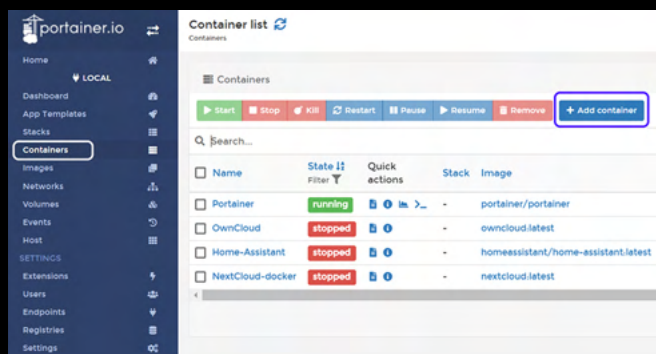 portainer.io
Home
LOCAL
Dashboard
App Templates
Stacks
Containers
Images
Networks
Volumes
Events
Host
SETTINGS
Extensions
Users
Endpoints
Registries
Settings
Container list
Containers
Containers
Start Stop Kill Restart Pause Resume Remove + Add container
Search...
Name State Filter Quick actions Stack Image
Portainer running - portainer/portainer
OwnCloud stopped - owncloud:latest
Home-Assistant stopped - homeassistant/home-assistant:latest
NextCloud-docker stopped - nextcloud:latest